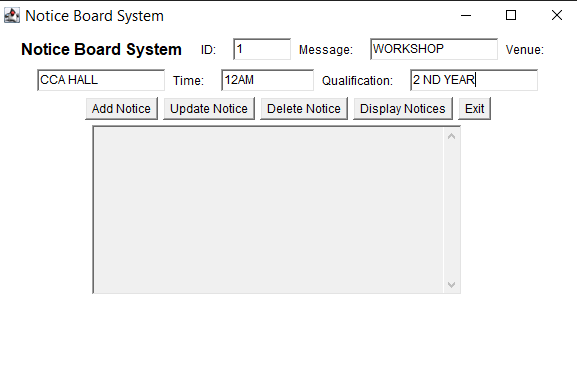 Notice Board System
Notice Board System ID: 1 Message: WORKSHOP Venue:
CCA HALL Time: 12AM Qualification: 2 ND YEAR
Add Notice Update Notice Delete Notice Display Notices Exit